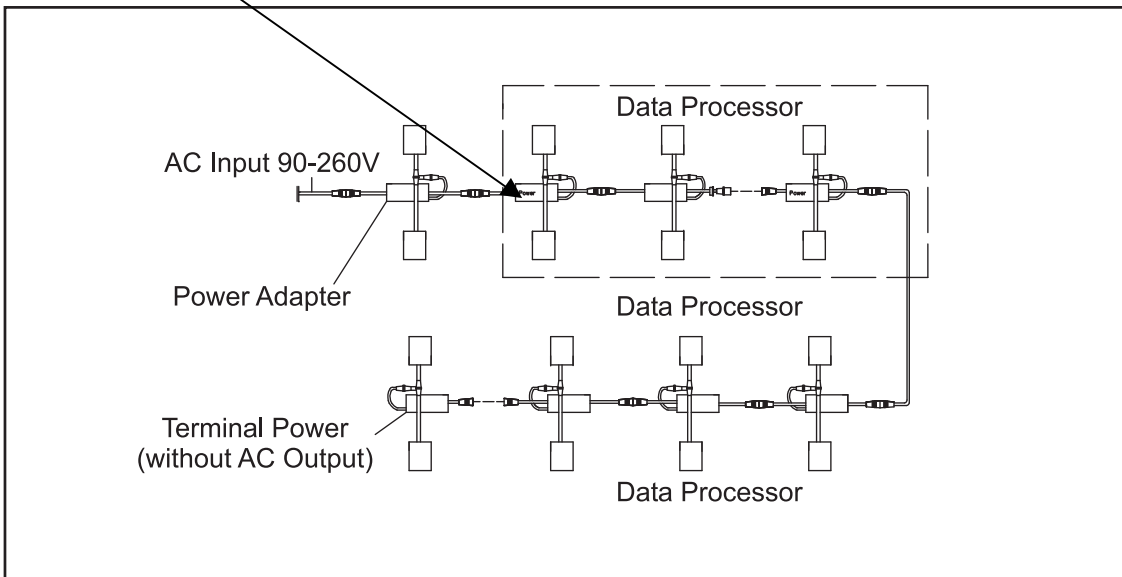 Data Processor
AC Input 90-260V
Power
Power
Power Adapter
Data Processor
Terminal Power
(without AC Output)
Data Processor